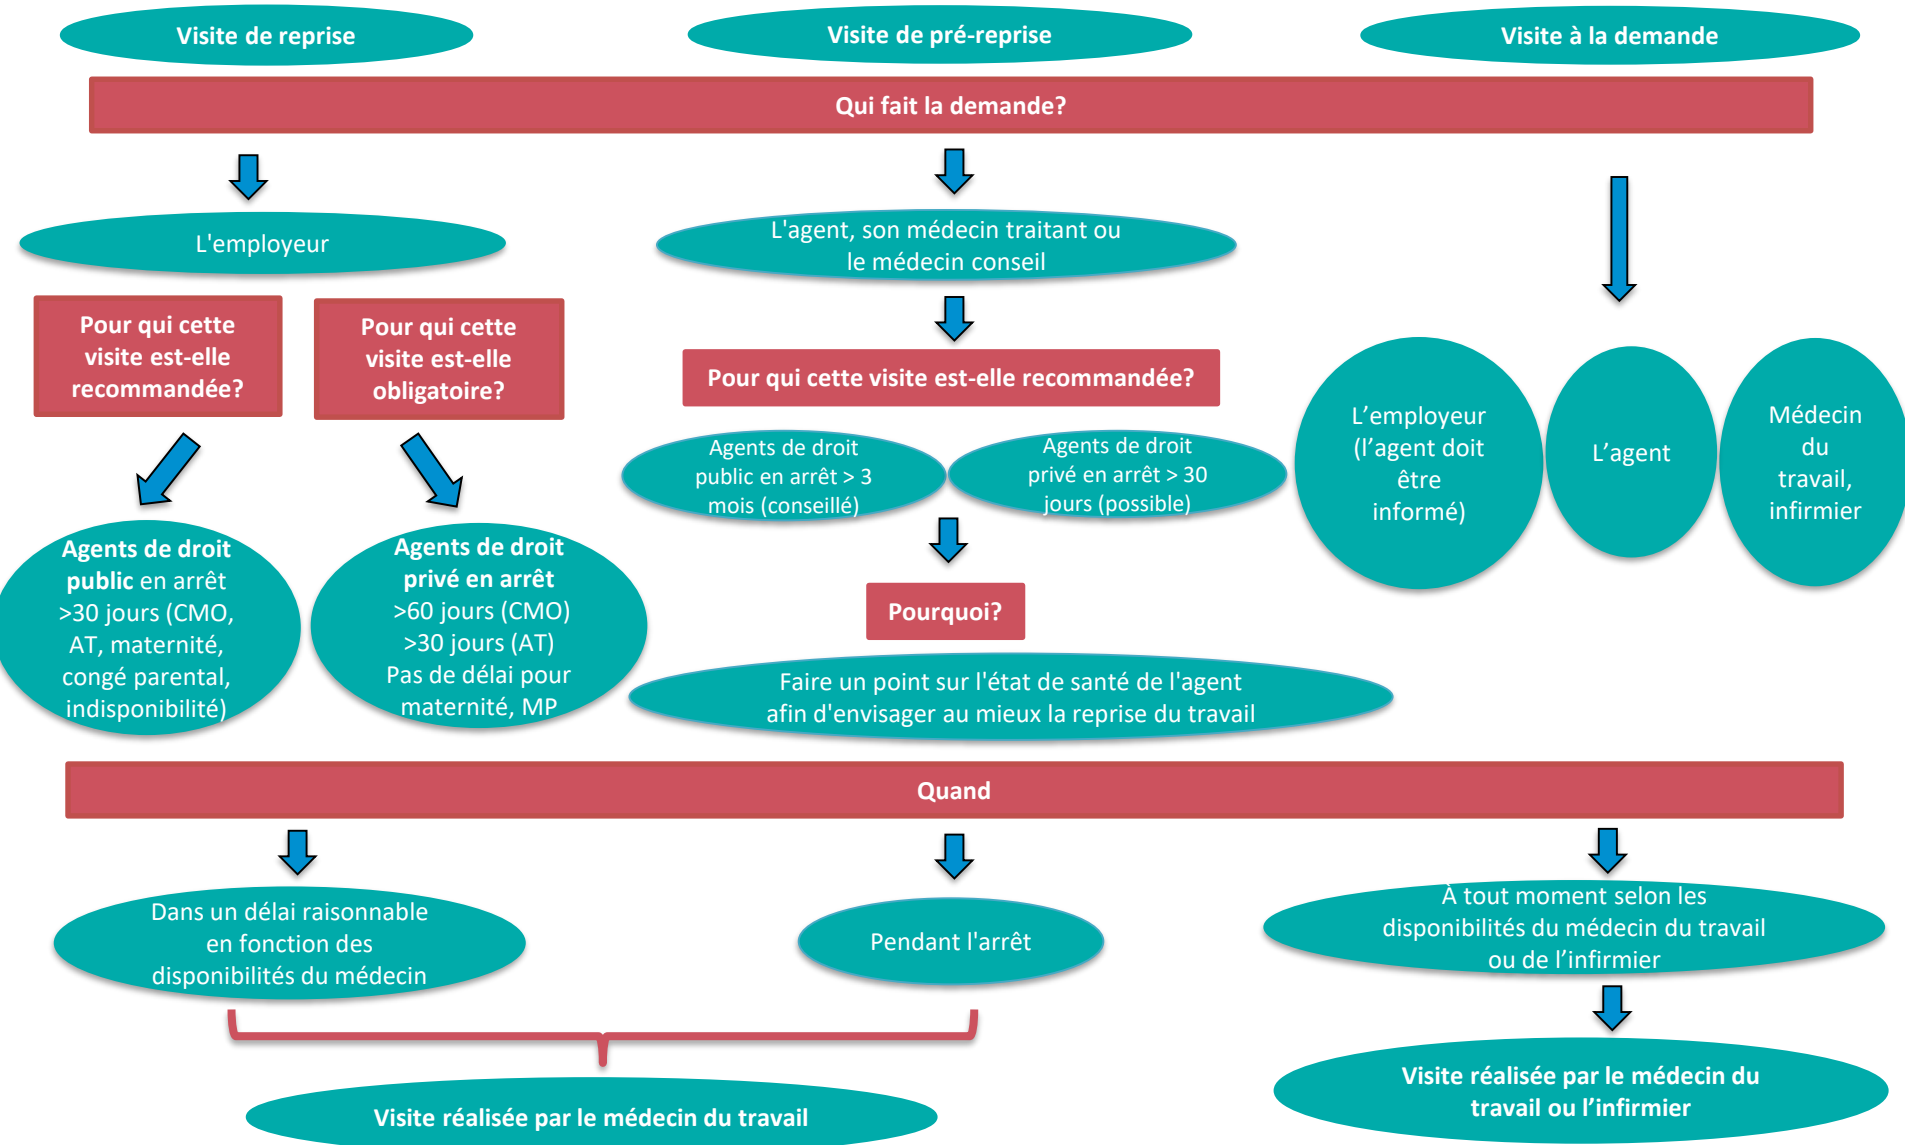 Visite de reprise
Visite de pré-reprise
Visite à la demande
Qui fait la demande?
L'employeur
L'agent, son médecin traitant ou
le médecin conseil
Pour qui cette
visite est-elle
recommandée?
Pour qui cette
visite est-elle
obligatoire?
Pour qui cette visite est-elle recommandée?
Agents de droit
public en arrêt > 3
mois (conseillé)
Agents de droit
privé en arrêt > 30
jours (possible)
L’employeur
(l’agent doit
être
informé)
L’agent
Médecin
du
travail,
infirmier
Agents de droit
public en arrêt
>30 jours (CMO,
AT, maternité,
congé parental,
indisponibilité)
Agents de droit
privé en arrêt
>60 jours (CMO)
>30 jours (AT)
Pas de délai pour
maternité, MP
Pourquoi?
Faire un point sur l'état de santé de l'agent
afin d'envisager au mieux la reprise du travail
Quand
Dans un délai raisonnable
en fonction des
disponibilités du médecin
Pendant l'arrêt
À tout moment selon les
disponibilités du médecin du travail
ou de l’infirmier
Visite réalisée par le médecin du travail
Visite réalisée par le médecin du
travail ou l’infirmier